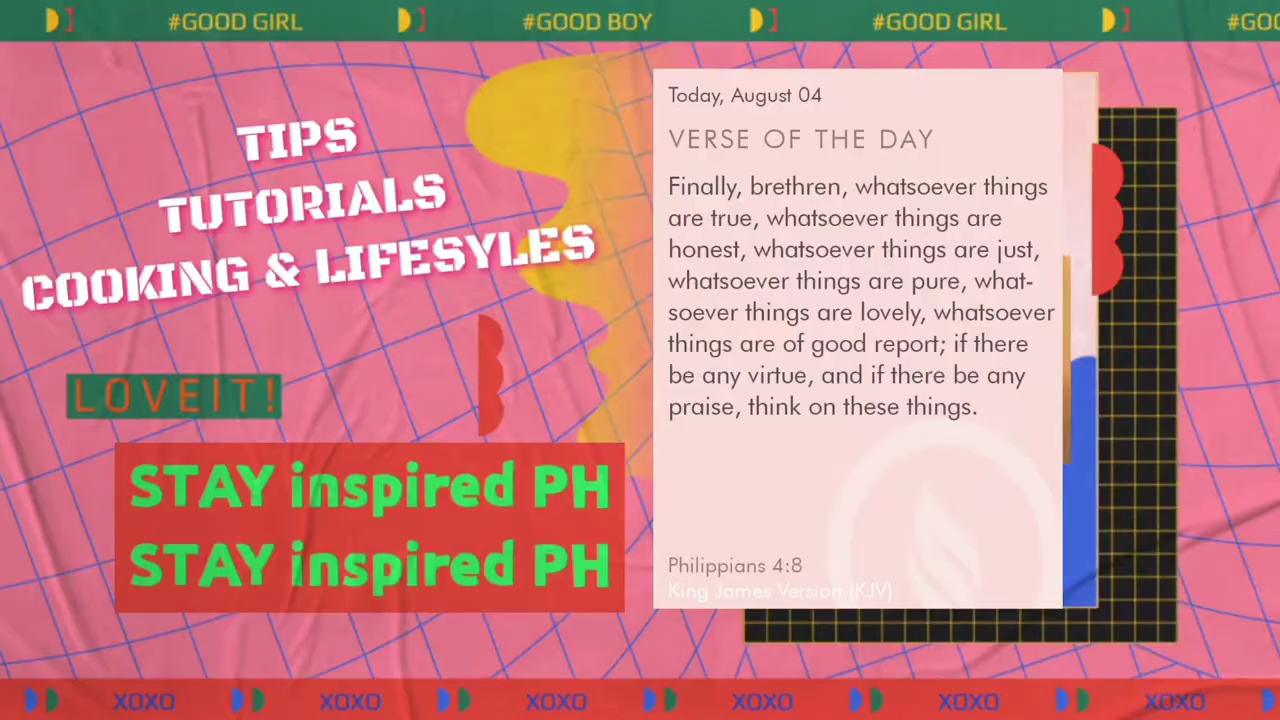 #GOOD GIRL #GOOD BOY #GOOD GIRL #GOO
TIPS
TUTORIALS
COOKING & LIFESYLES
LOVEIT!
STAY inspired PH
STAY inspired PH
Today, August 04
VERSE OF THE DAY
Finally, brethren, whatsoever things
are true, whatsoever things are
honest, whatsoever things are just,
whatsoever things are pure, what-
soever things are lovely, whatsoever
things are of good report; if there
be any virtue, and if there be any
praise, think on these things.
Philippians 4:8
King James Version (KJV)
XOXO XOXO XOXO XOXO XOXO XOXO